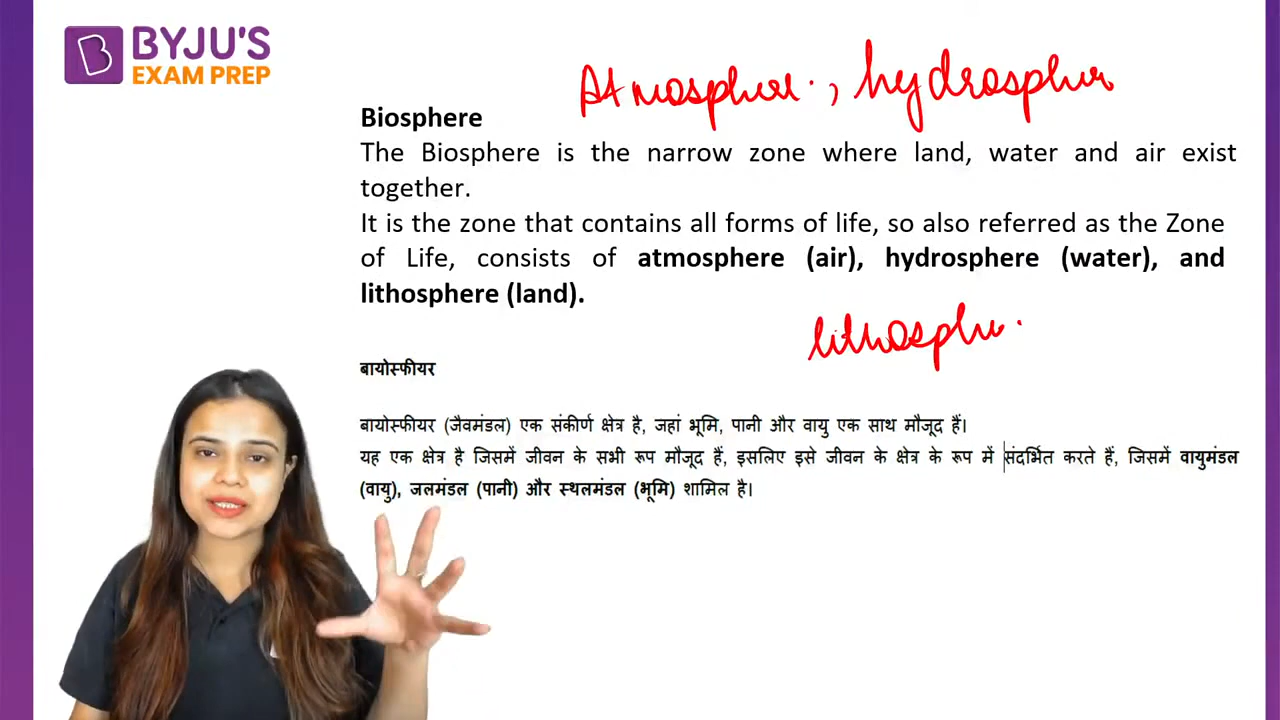 BYJU'S
EXAM PREP
Atmosphere, hydrosphere
Biosphere
The Biosphere is the narrow zone where land, water and air exist
together.
It is the zone that contains all forms of life, so also referred as the Zone
of Life, consists of atmosphere (air), hydrosphere (water), and
lithosphere (land).
lithosphe
बायोस्फीयर
बायोस्फीयर (जैवमंडल) एक संकीर्ण क्षेत्र है, जहां भूमि, पानी और वायु एक साथ मौजूद हैं।
यह एक क्षेत्र है जिसमें जीवन के सभी रूप मौजूद हैं, इसलिए इसे जीवन के क्षेत्र के रूप में संदर्भित करते हैं, जिसमें वायुमंडल
(वायु), जलमंडल (पानी) और स्थलमंडल (भूमि) शामिल है।